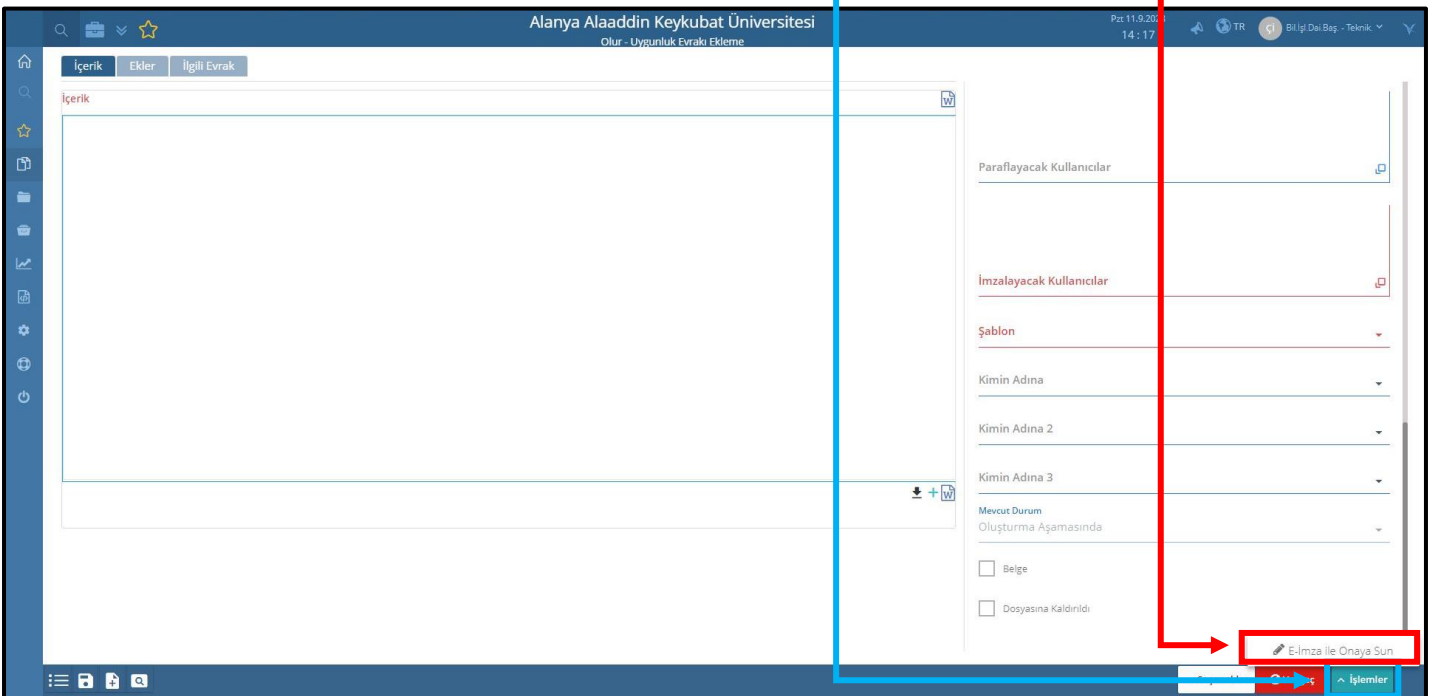 Alanya Alaaddin Keykubat Üniversitesi
Olur - Uygunluk Evrakı Ekleme
Pzt 11.9.2023
14 : 17
TR
Çİ
Bil.İşl.Dai.Baş. - Teknik
İçerik
Ekler
İlgili Evrak
İçerik
Paraflayacak Kullanıcılar
İmzalayacak Kullanıcılar
Şablon
Kimin Adına
Kimin Adına 2
Kimin Adına 3
Mevcut Durum
Oluşturma Aşamasında
Belge
Dosyasına Kaldırıldı
E-İmza ile Onaya Sun
İşlemler